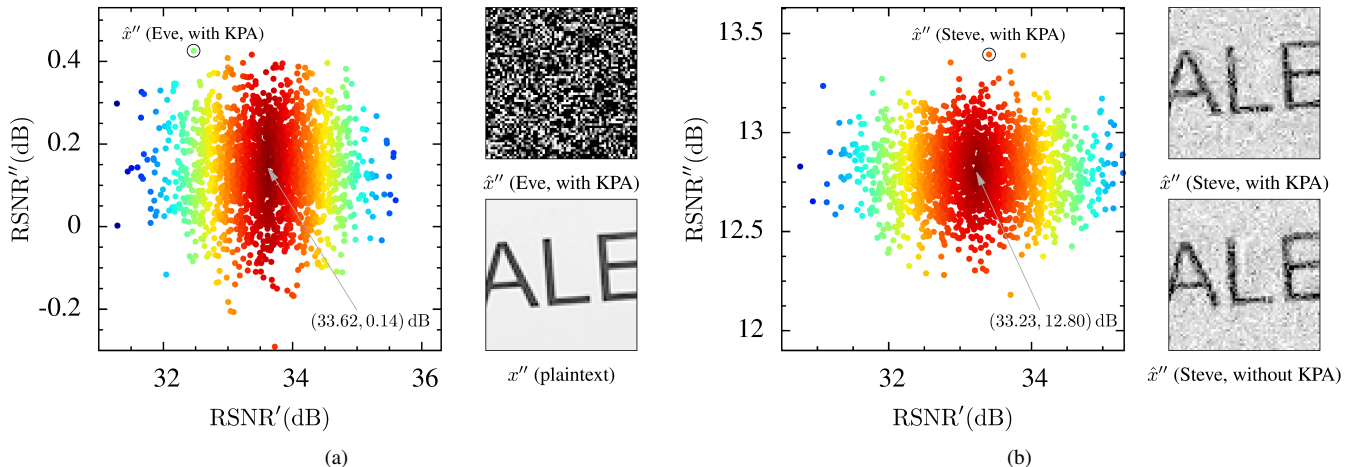 0.4
0.2
0
-0.2
RSNR″(dB)
x̂″ (Eve, with KPA)
(33.62, 0.14) dB
32
34
36
RSNR′(dB)
(a)
x̂″ (Eve, with KPA)
ALE
x″ (plaintext)
13.5
13
12.5
12
RSNR″(dB)
x̂″ (Steve, with KPA)
(33.23, 12.80) dB
32
34
RSNR′(dB)
(b)
ALE
x̂″ (Steve, with KPA)
ALE
x̂″ (Steve, without KPA)